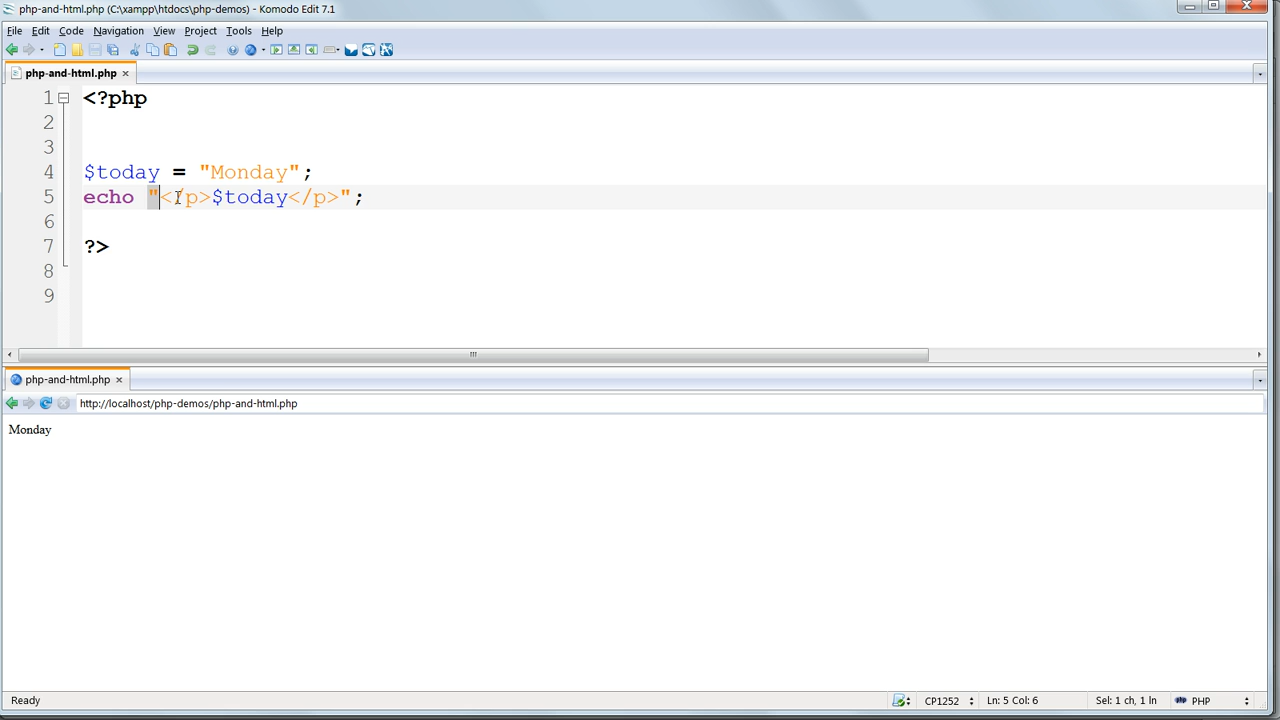 php-and-html.php (C:\xampp\htdocs\php-demos) - Komodo Edit 7.1
File Edit Code Navigation View Project Tools Help
php-and-html.php
1 <?php
2
3
4 $today = "Monday";
5 echo "</p>$today</p>";
6
7 ?>
8
9
php-and-html.php
http://localhost/php-demos/php-and-html.php
Monday
Ready CP1252 Ln: 5 Col: 6 Sel: 1 ch, 1 ln PHP